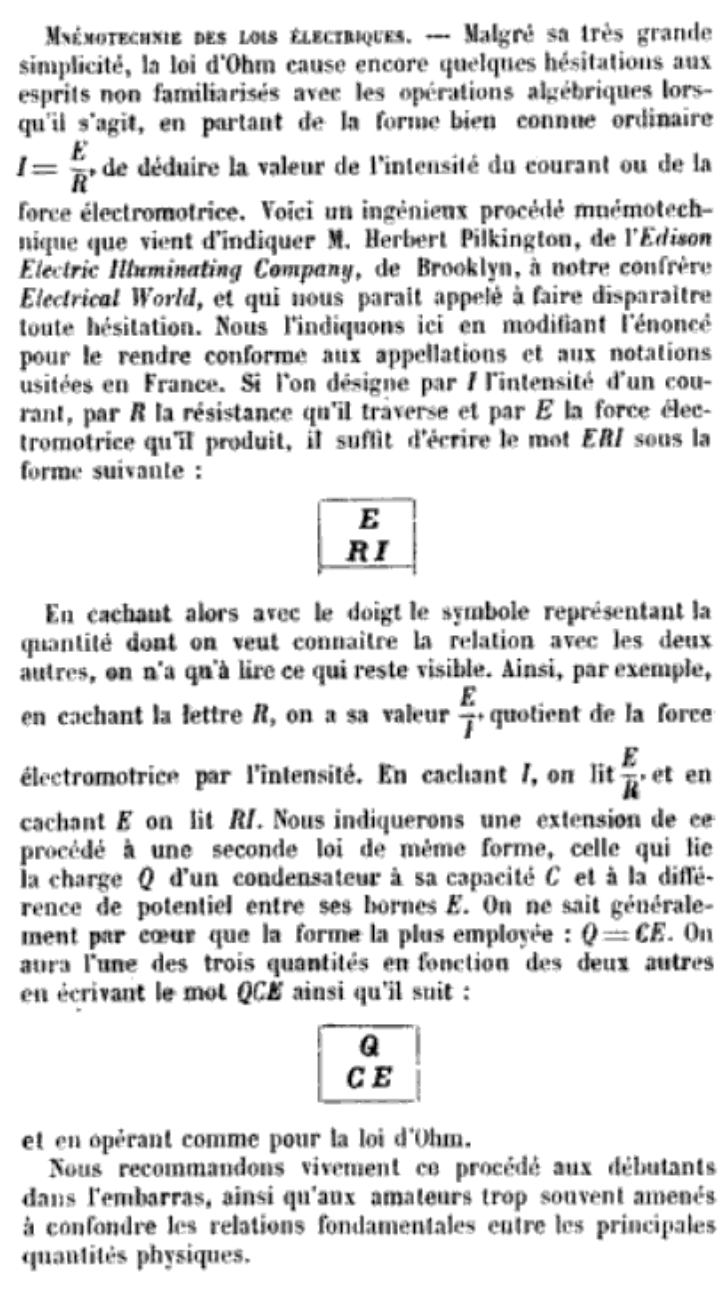 MNÉMOTECHNIE DES LOIS ÉLECTRIQUES. — Malgré sa très grande
simplicité, la loi d'Ohm cause encore quelques hésitations aux
esprits non familiarisés avec les opérations algébriques lors-
qu'il s'agit, en partant de la forme bien connue ordinaire
I = E/R, de déduire la valeur de l'intensité du courant ou de la
force électromotrice. Voici un ingénieux procédé mnémotech-
nique que vient d'indiquer M. Herbert Pilkington, de l'Edison
Electric Illuminating Company, de Brooklyn, à notre confrère
Electrical World, et qui nous paraît appelé à faire disparaître
toute hésitation. Nous l'indiquons ici en modifiant l'énoncé
pour le rendre conforme aux appellations et aux notations
usitées en France. Si l'on désigne par I l'intensité d'un cou-
rant, par R la résistance qu'il traverse et par E la force élec-
tromotrice qu'il produit, il suffit d'écrire le mot ERI sous la
forme suivante :
E
R I
En cachant alors avec le doigt le symbole représentant la
quantité dont on veut connaître la relation avec les deux
autres, on n'a qu'à lire ce qui reste visible. Ainsi, par exemple,
en cachant la lettre R, on a sa valeur E/I, quotient de la force
électromotrice par l'intensité. En cachant I, on lit E/R, et en
cachant E on lit RI. Nous indiquerons une extension de ce
procédé à une seconde loi de même forme, celle qui lie
la charge Q d'un condensateur à sa capacité C et à la diffé-
rence de potentiel entre ses bornes E. On ne sait générale-
ment par cœur que la forme la plus employée : Q = CE. On
aura l'une des trois quantités en fonction des deux autres
en écrivant le mot QCE ainsi qu'il suit :
Q
C E
et en opérant comme pour la loi d'Ohm.
Nous recommandons vivement ce procédé aux débutants
dans l'embarras, ainsi qu'aux amateurs trop souvent amenés
à confondre les relations fondamentales entre les principales
quantités physiques.